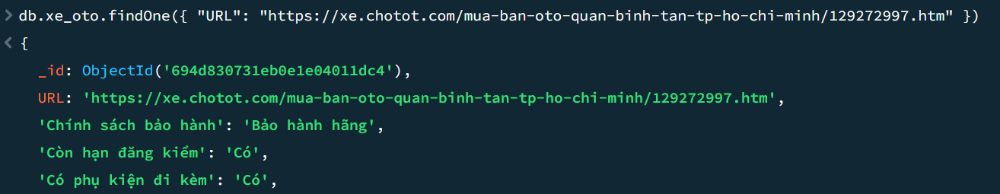 > db.xe_oto.findOne({ "URL": "https://xe.chotot.com/mua-ban-oto-quan-binh-tan-tp-ho-chi-minh/129272997.htm" })
< {
_id: ObjectId('694d830731eb0e1e04011dc4'),
URL: 'https://xe.chotot.com/mua-ban-oto-quan-binh-tan-tp-ho-chi-minh/129272997.htm',
'Chính sách bảo hành': 'Bảo hành hãng',
'Còn hạn đăng kiểm': 'Có',
'Có phụ kiện đi kèm': 'Có',